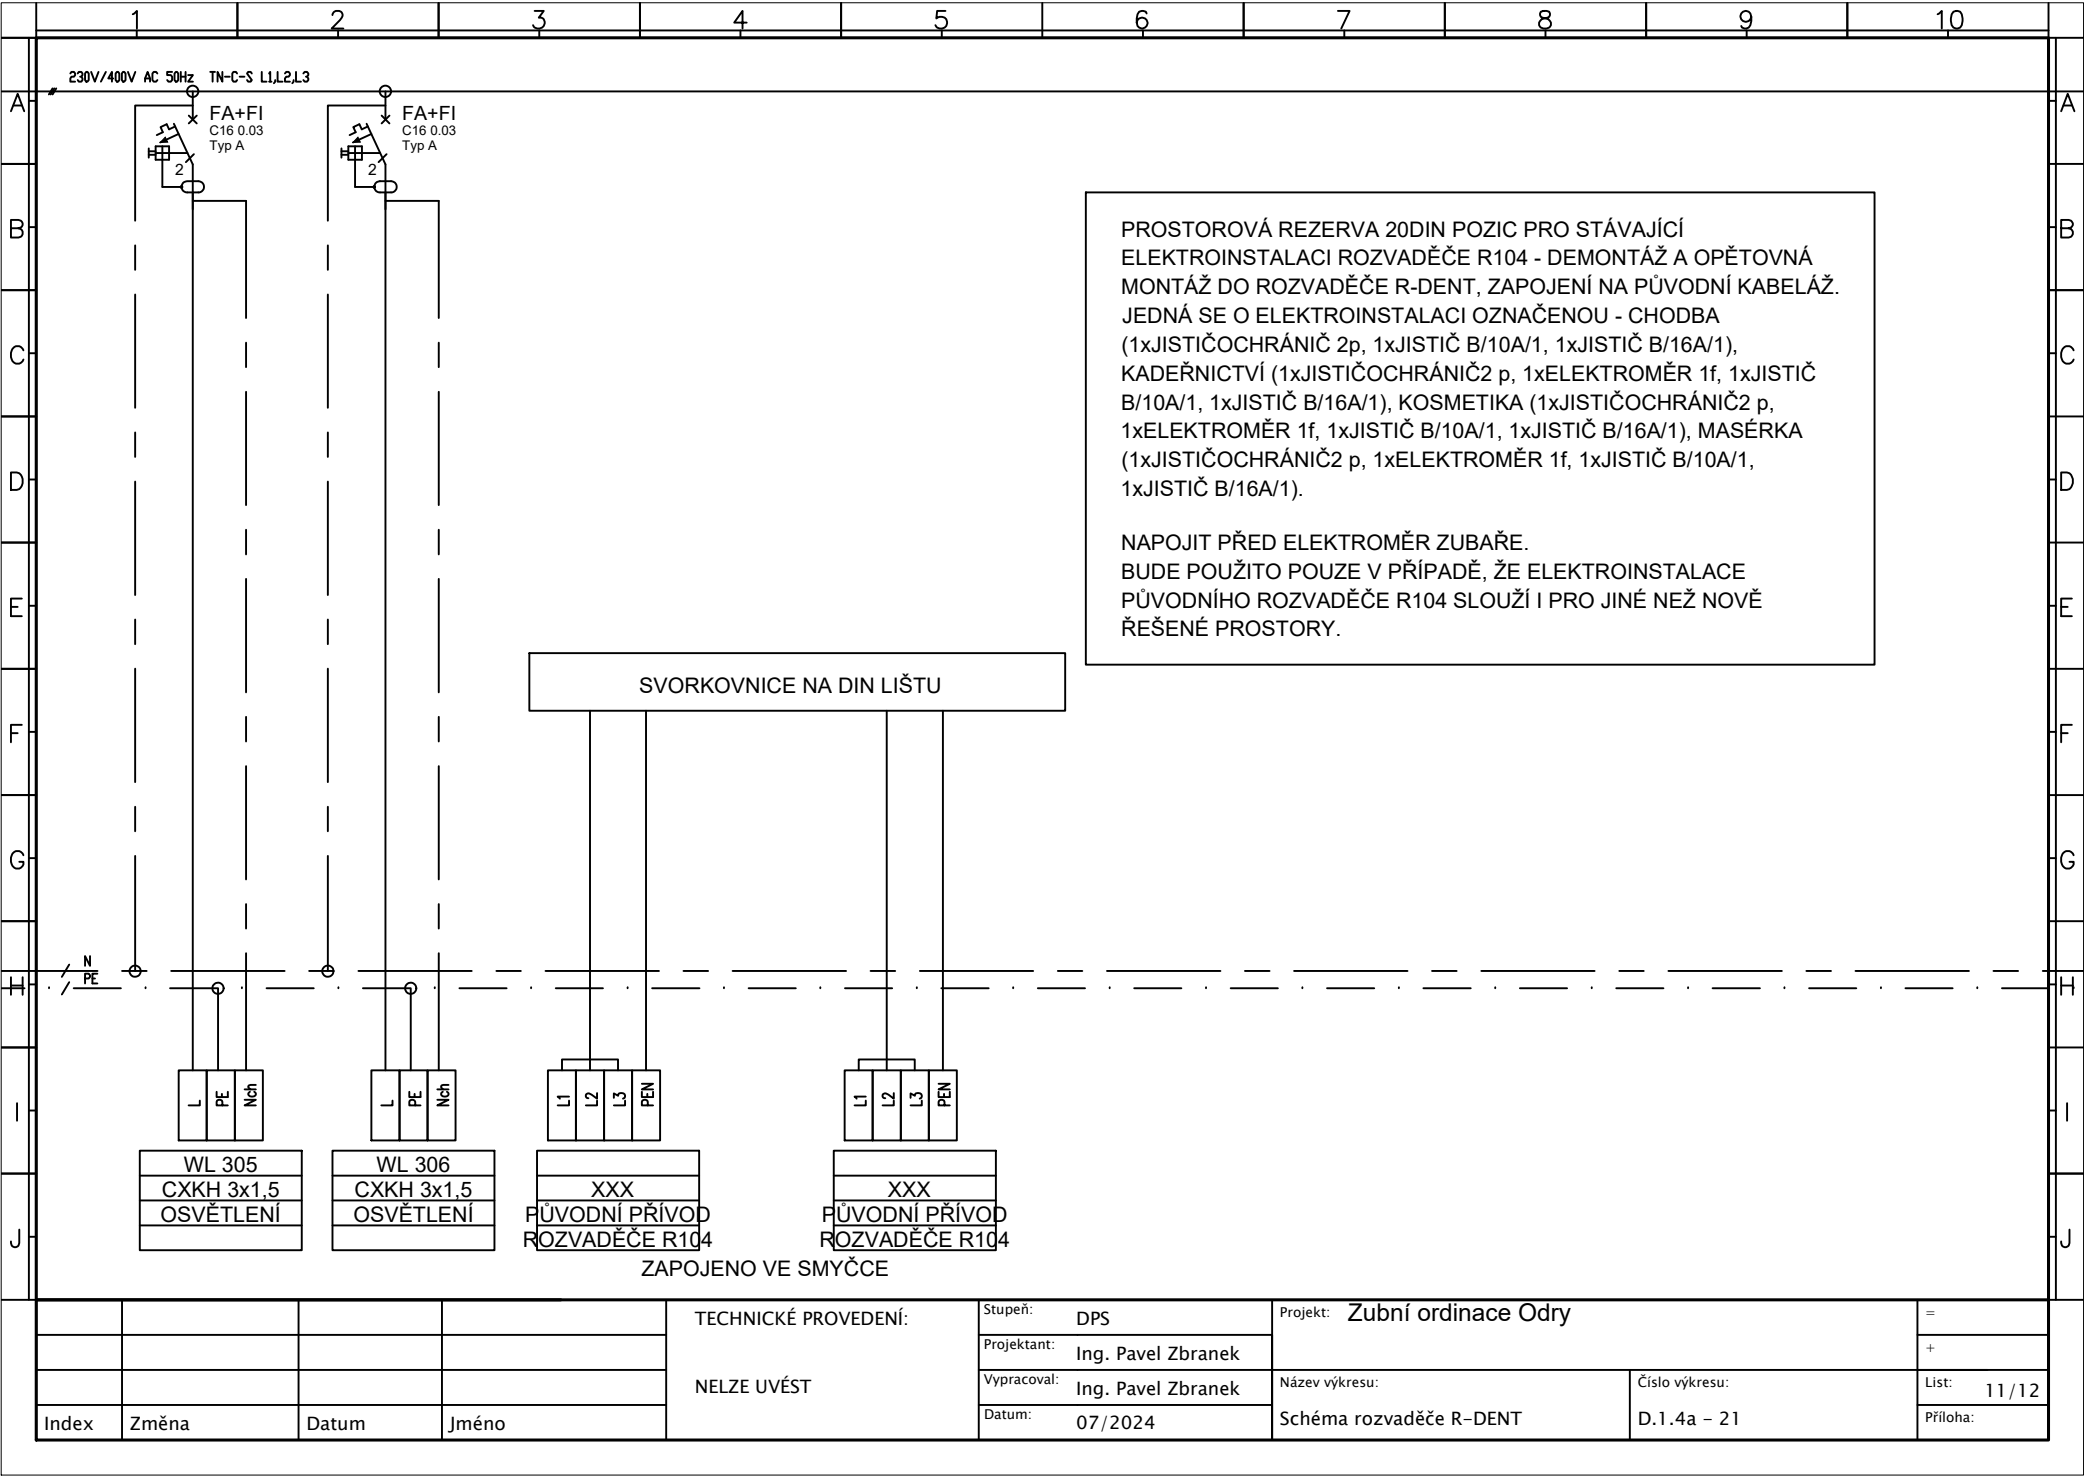 1 2 3 4 5 6 7 8 9 10
230V/400V AC 50Hz TN-C-S L1,L2,L3
A A
FA+FI FA+FI
C16 0.03 C16 0.03
Typ A Typ A
2 2
B B
PROSTOROVÁ REZERVA 20DIN POZIC PRO STÁVAJÍCÍ
ELEKTROINSTALACI ROZVADĚČE R104 - DEMONTÁŽ A OPĚTOVNÁ
MONTÁŽ DO ROZVADĚČE R-DENT, ZAPOJENÍ NA PŮVODNÍ KABELÁŽ.
JEDNÁ SE O ELEKTROINSTALACI OZNAČENOU - CHODBA
(1xJISTIČOCHRÁNIČ 2p, 1xJISTIČ B/10A/1, 1xJISTIČ B/16A/1),
KADEŘNICTVÍ (1xJISTIČOCHRÁNIČ2 p, 1xELEKTROMĚR 1f, 1xJISTIČ
B/10A/1, 1xJISTIČ B/16A/1), KOSMETIKA (1xJISTIČOCHRÁNIČ2 p,
1xELEKTROMĚR 1f, 1xJISTIČ B/10A/1, 1xJISTIČ B/16A/1), MASÉRKA
(1xJISTIČOCHRÁNIČ2 p, 1xELEKTROMĚR 1f, 1xJISTIČ B/10A/1,
1xJISTIČ B/16A/1).
NAPOJIT PŘED ELEKTROMĚR ZUBAŘE.
BUDE POUŽITO POUZE V PŘÍPADĚ, ŽE ELEKTROINSTALACE
PŮVODNÍHO ROZVADĚČE R104 SLOUŽÍ I PRO JINÉ NEŽ NOVĚ
ŘEŠENÉ PROSTORY.
C C
D D
E E
SVORKOVNICE NA DIN LIŠTU
F F
G G
N
PE
H H
L PE Nch L PE Nch L1 L2 L3 PEN L1 L2 L3 PEN
I I
WL 305 WL 306
CXKH 3x1,5 CXKH 3x1,5 XXX XXX
OSVĚTLENÍ OSVĚTLENÍ PŮVODNÍ PŘÍVOD PŮVODNÍ PŘÍVOD
ROZVADĚČE R104 ROZVADĚČE R104
J J
ZAPOJENO VE SMYČCE
TECHNICKÉ PROVEDENÍ:
NELZE UVÉST
Index Změna Datum Jméno
Stupeň: DPS
Projektant: Ing. Pavel Zbranek
Vypracoval: Ing. Pavel Zbranek
Datum: 07/2024
Projekt: Zubní ordinace Odry
Název výkresu:
Schéma rozvaděče R-DENT
Číslo výkresu:
D.1.4a - 21
=
+
List: 11/12
Příloha: